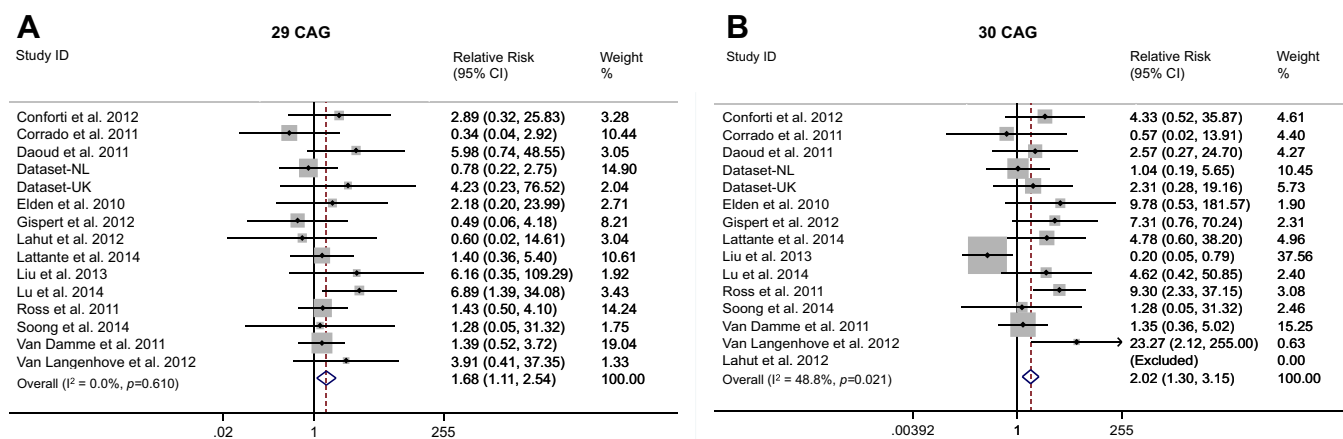 A
29 CAG
Study ID Relative Risk (95% CI) Weight %
Conforti et al. 2012 2.89 (0.32, 25.83) 3.28
Corrado et al. 2011 0.34 (0.04, 2.92) 10.44
Daoud et al. 2011 5.98 (0.74, 48.55) 3.05
Dataset-NL 0.78 (0.22, 2.75) 14.90
Dataset-UK 4.23 (0.23, 76.52) 2.04
Elden et al. 2010 2.18 (0.20, 23.99) 2.71
Gispert et al. 2012 0.49 (0.06, 4.18) 8.21
Lahut et al. 2012 0.60 (0.02, 14.61) 3.04
Lattante et al. 2014 1.40 (0.36, 5.40) 10.61
Liu et al. 2013 6.16 (0.35, 109.29) 1.92
Lu et al. 2014 6.89 (1.39, 34.08) 3.43
Ross et al. 2011 1.43 (0.50, 4.10) 14.24
Soong et al. 2014 1.28 (0.05, 31.32) 1.75
Van Damme et al. 2011 1.39 (0.52, 3.72) 19.04
Van Langenhove et al. 2012 3.91 (0.41, 37.35) 1.33
Overall (I² = 0.0%, p=0.610) 1.68 (1.11, 2.54) 100.00
.02 1 255
B
30 CAG
Study ID Relative Risk (95% CI) Weight %
Conforti et al. 2012 4.33 (0.52, 35.87) 4.61
Corrado et al. 2011 0.57 (0.02, 13.91) 4.40
Daoud et al. 2011 2.57 (0.27, 24.70) 4.27
Dataset-NL 1.04 (0.19, 5.65) 10.45
Dataset-UK 2.31 (0.28, 19.16) 5.73
Elden et al. 2010 9.78 (0.53, 181.57) 1.90
Gispert et al. 2012 7.31 (0.76, 70.24) 2.31
Lattante et al. 2014 4.78 (0.60, 38.20) 4.96
Liu et al. 2013 0.20 (0.05, 0.79) 37.56
Lu et al. 2014 4.62 (0.42, 50.85) 2.40
Ross et al. 2011 9.30 (2.33, 37.15) 3.08
Soong et al. 2014 1.28 (0.05, 31.32) 2.46
Van Damme et al. 2011 1.35 (0.36, 5.02) 15.25
Van Langenhove et al. 2012 23.27 (2.12, 255.00) 0.63
Lahut et al. 2012 (Excluded) 0.00
Overall (I² = 48.8%, p=0.021) 2.02 (1.30, 3.15) 100.00
.00392 1 255